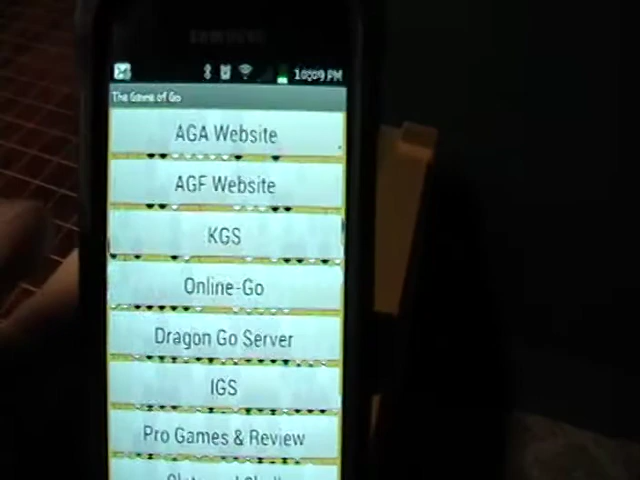 SAMSUNG
10:09 PM
The Game of Go
AGA Website
AGF Website
KGS
Online-Go
Dragon Go Server
IGS
Pro Games & Review